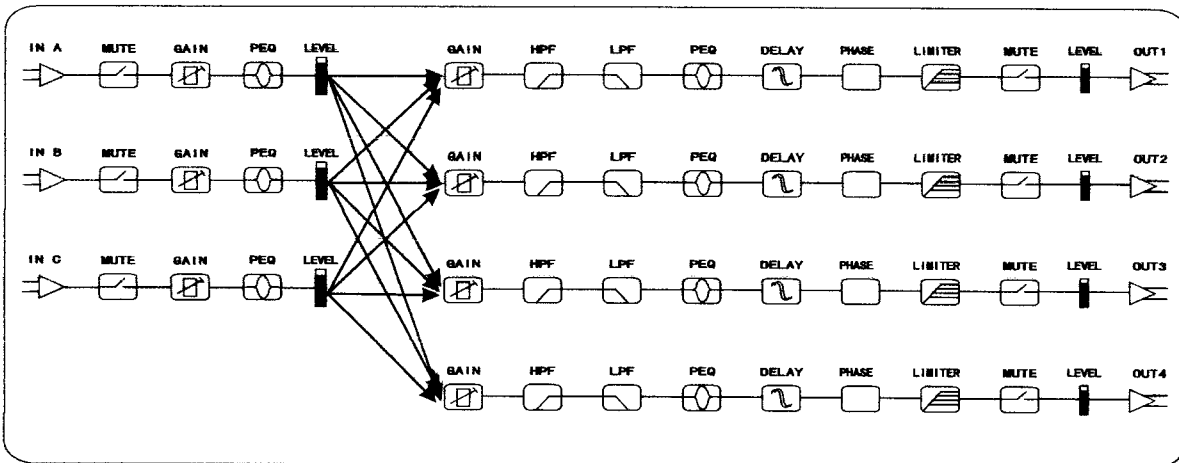 IN A MUTE GAIN PEQ LEVEL GAIN HPF LPF PEQ DELAY PHASE LIMITER MUTE LEVEL OUT1
IN B MUTE GAIN PEQ LEVEL GAIN HPF LPF PEQ DELAY PHASE LIMITER MUTE LEVEL OUT2
IN C MUTE GAIN PEQ LEVEL GAIN HPF LPF PEQ DELAY PHASE LIMITER MUTE LEVEL OUT3
GAIN HPF LPF PEQ DELAY PHASE LIMITER MUTE LEVEL OUT4